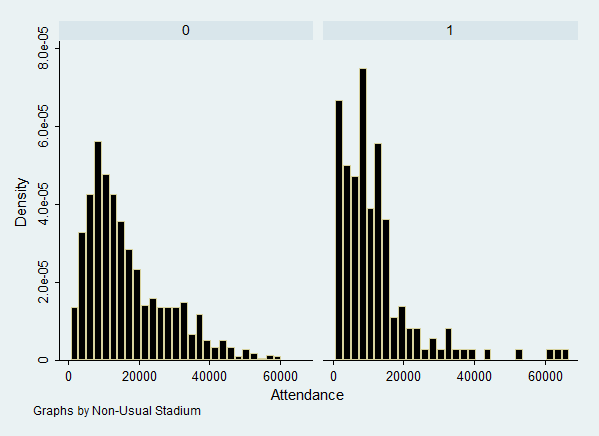 0 1
8.0e-05
6.0e-05
4.0e-05
2.0e-05
0
Density
0 20000 40000 60000 0 20000 40000 60000
Attendance
Graphs by Non-Usual Stadium